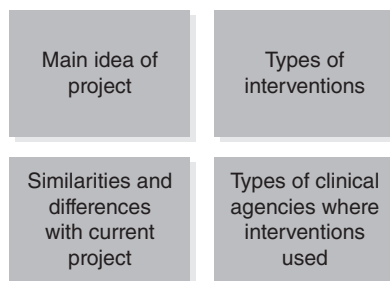 Main idea of
project
Types of
interventions
Similarities and
differences
with current
project
Types of clinical
agencies where
interventions
used